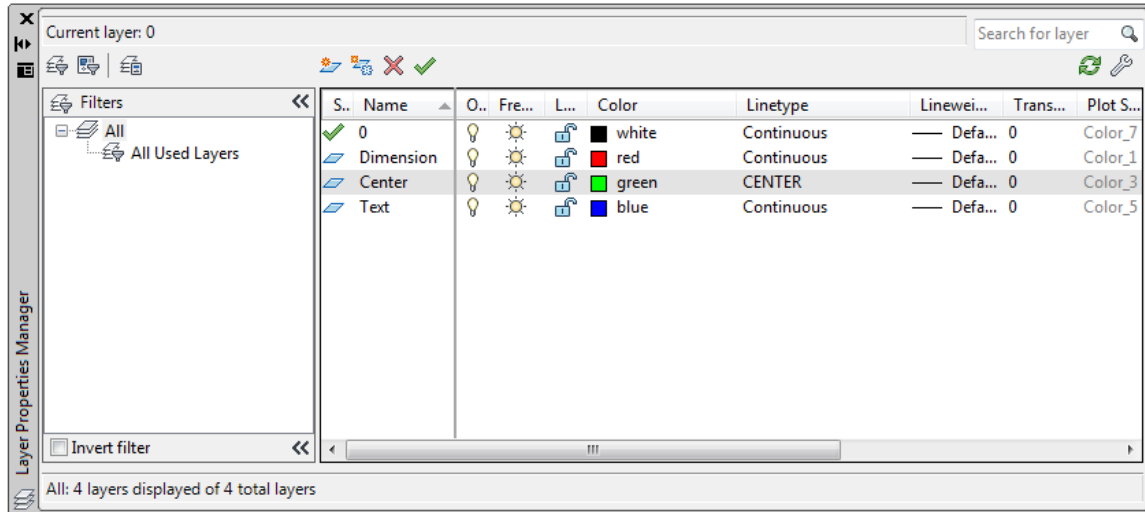 Current layer: 0
Search for layer
Filters
All
All Used Layers
S.. Name O.. Fre... L... Color Linetype Linewei... Trans... Plot S...
0 white Continuous Defa... 0 Color_7
Dimension red Continuous Defa... 0 Color_1
Center green CENTER Defa... 0 Color_3
Text blue Continuous Defa... 0 Color_5
Invert filter
Layer Properties Manager
All: 4 layers displayed of 4 total layers